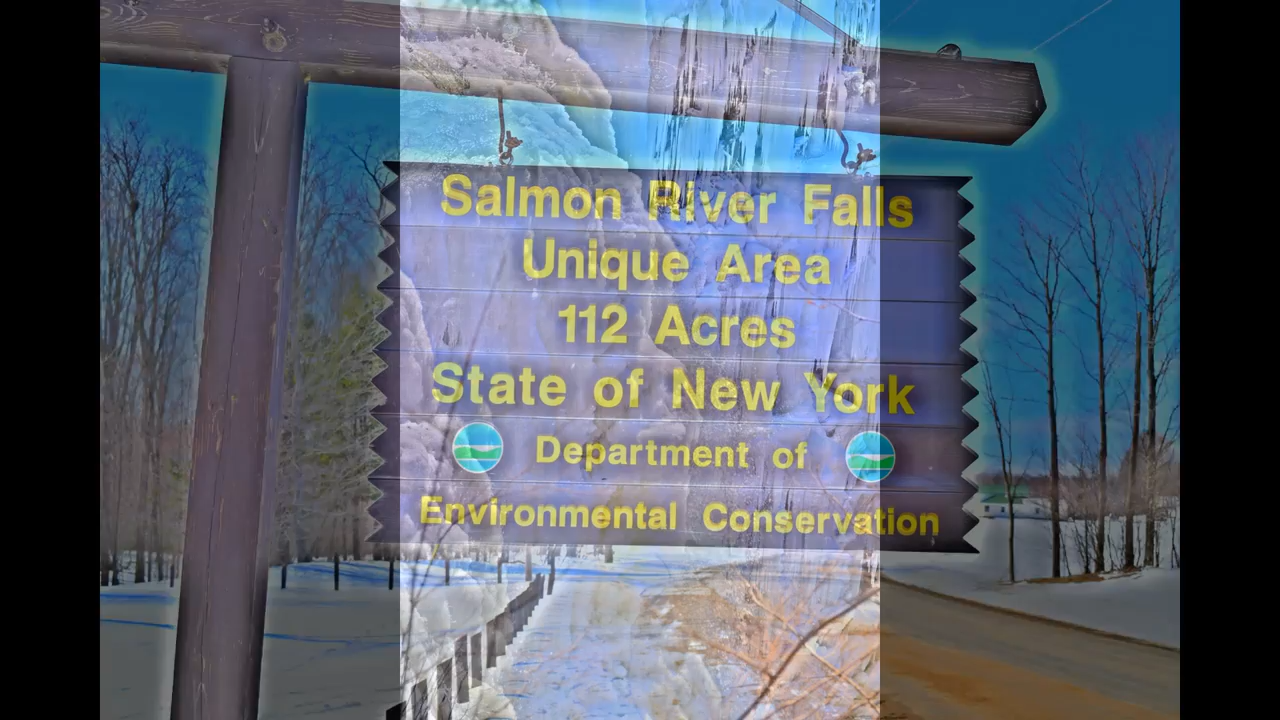 Salmon River Falls
Unique Area
112 Acres
State of New York
Department of
Environmental Conservation